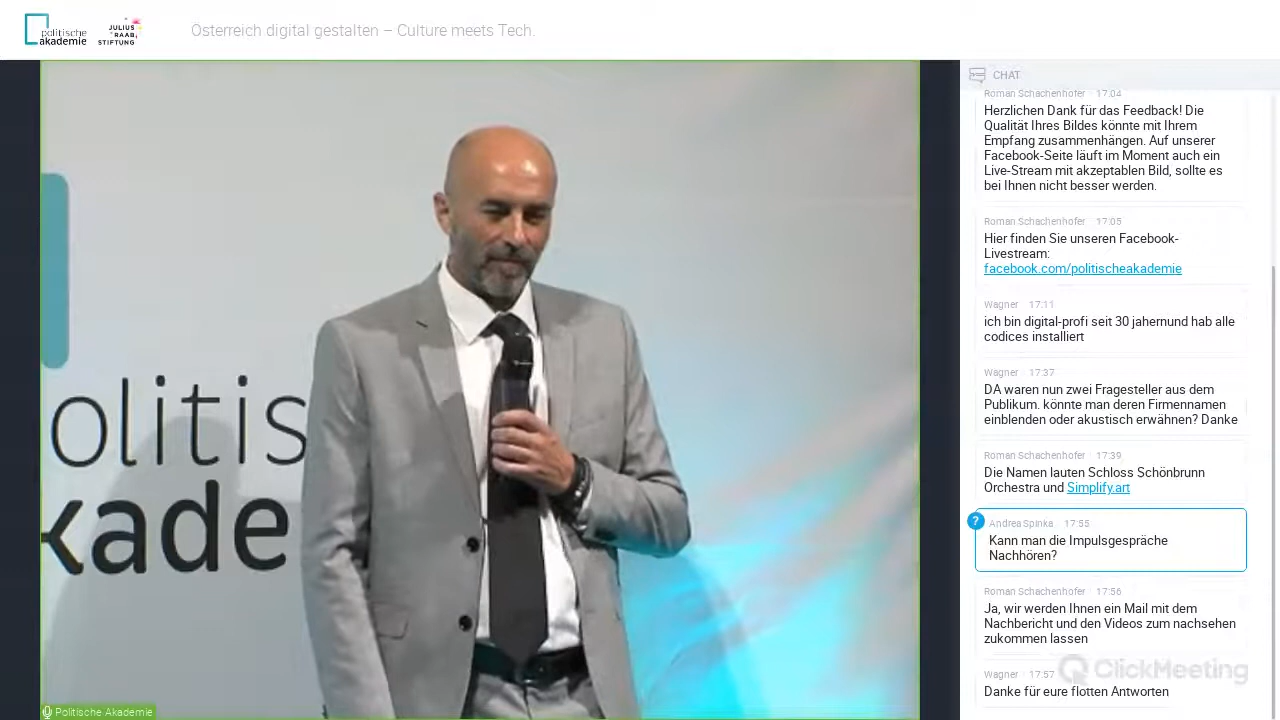 politische
akademie
JULIUS
RAAB
STIFTUNG
Österreich digital gestalten – Culture meets Tech.
olitis
kade
Politische Akademie
CHAT
Roman Schachenhofer · 17:04
Herzlichen Dank für das Feedback! Die
Qualität Ihres Bildes könnte mit Ihrem
Empfang zusammenhängen. Auf unserer
Facebook-Seite läuft im Moment auch ein
Live-Stream mit akzeptablen Bild, sollte es
bei Ihnen nicht besser werden.
Roman Schachenhofer · 17:05
Hier finden Sie unseren Facebook-
Livestream:
facebook.com/politischeakademie
Wagner · 17:11
ich bin digital-profi seit 30 jahernund hab alle
codices installiert
Wagner · 17:37
DA waren nun zwei Fragesteller aus dem
Publikum. könnte man deren Firmennamen
einblenden oder akustisch erwähnen? Danke
Roman Schachenhofer · 17:39
Die Namen lauten Schloss Schönbrunn
Orchestra und Simplify.art
?
Andrea Spinka · 17:55
Kann man die Impulsgespräche
Nachhören?
Roman Schachenhofer · 17:56
Ja, wir werden Ihnen ein Mail mit dem
Nachbericht und den Videos zum nachsehen
zukommen lassen
Wagner · 17:57
Danke für eure flotten Antworten
ClickMeeting